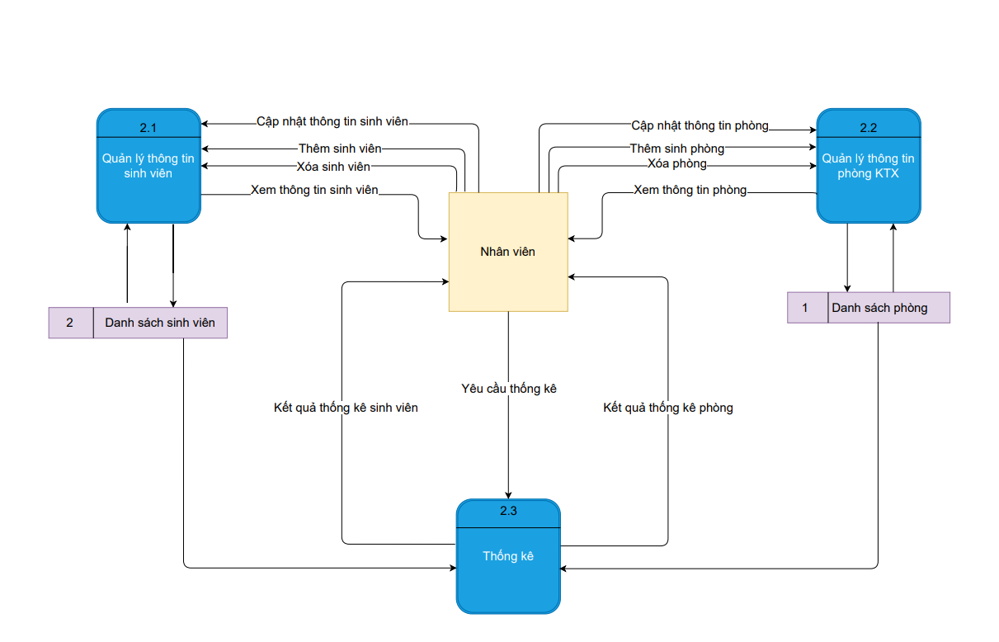 Cập nhật thông tin sinh viên
Cập nhật thông tin phòng
2.1
2.2
Thêm sinh viên
Thêm sinh phòng
Quản lý thông tin
sinh viên
Quản lý thông tin
phòng KTX
Xóa sinh viên
Xóa phòng
Xem thông tin sinh viên
Xem thông tin phòng
Nhân viên
1
Danh sách phòng
2
Danh sách sinh viên
Yêu cầu thống kê
Kết quả thống kê sinh viên
Kết quả thống kê phòng
2.3
Thống kê